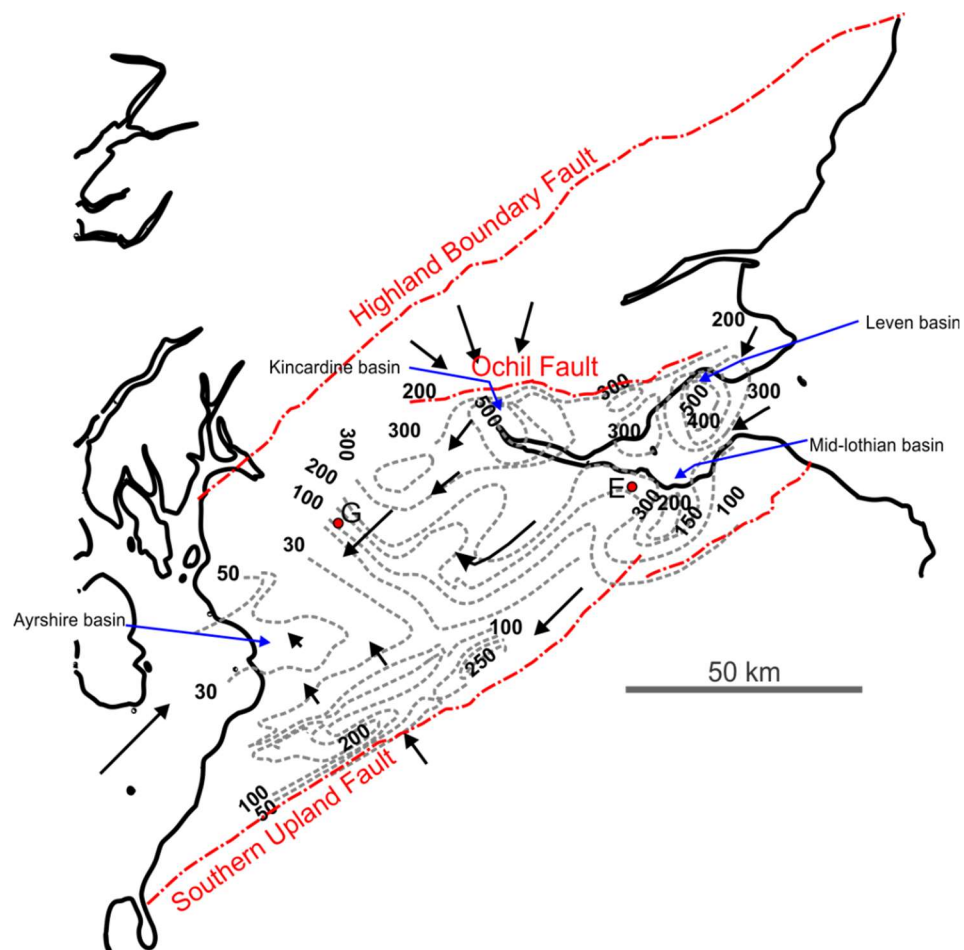 Highland Boundary Fault
200
Leven basin
Kincardine basin
Ochil Fault
200
500
300
500
300
400
300
300
300
200
Mid-lothian basin
100
G
E
300
200
150
100
30
50
Ayrshire basin
100
250
30
50 km
200
100
50
Southern Upland Fault